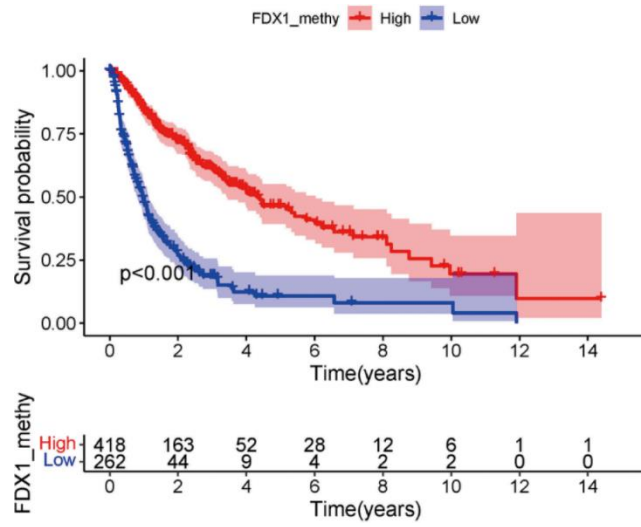 FDX1_methy High Low
Survival probability
1.00
0.75
0.50
0.25
0.00
p<0.001
0 2 4 6 8 10 12 14
Time(years)
FDX1_methy
High 418 163 52 28 12 6 1 1
Low 262 44 9 4 2 2 0 0
0 2 4 6 8 10 12 14
Time(years)